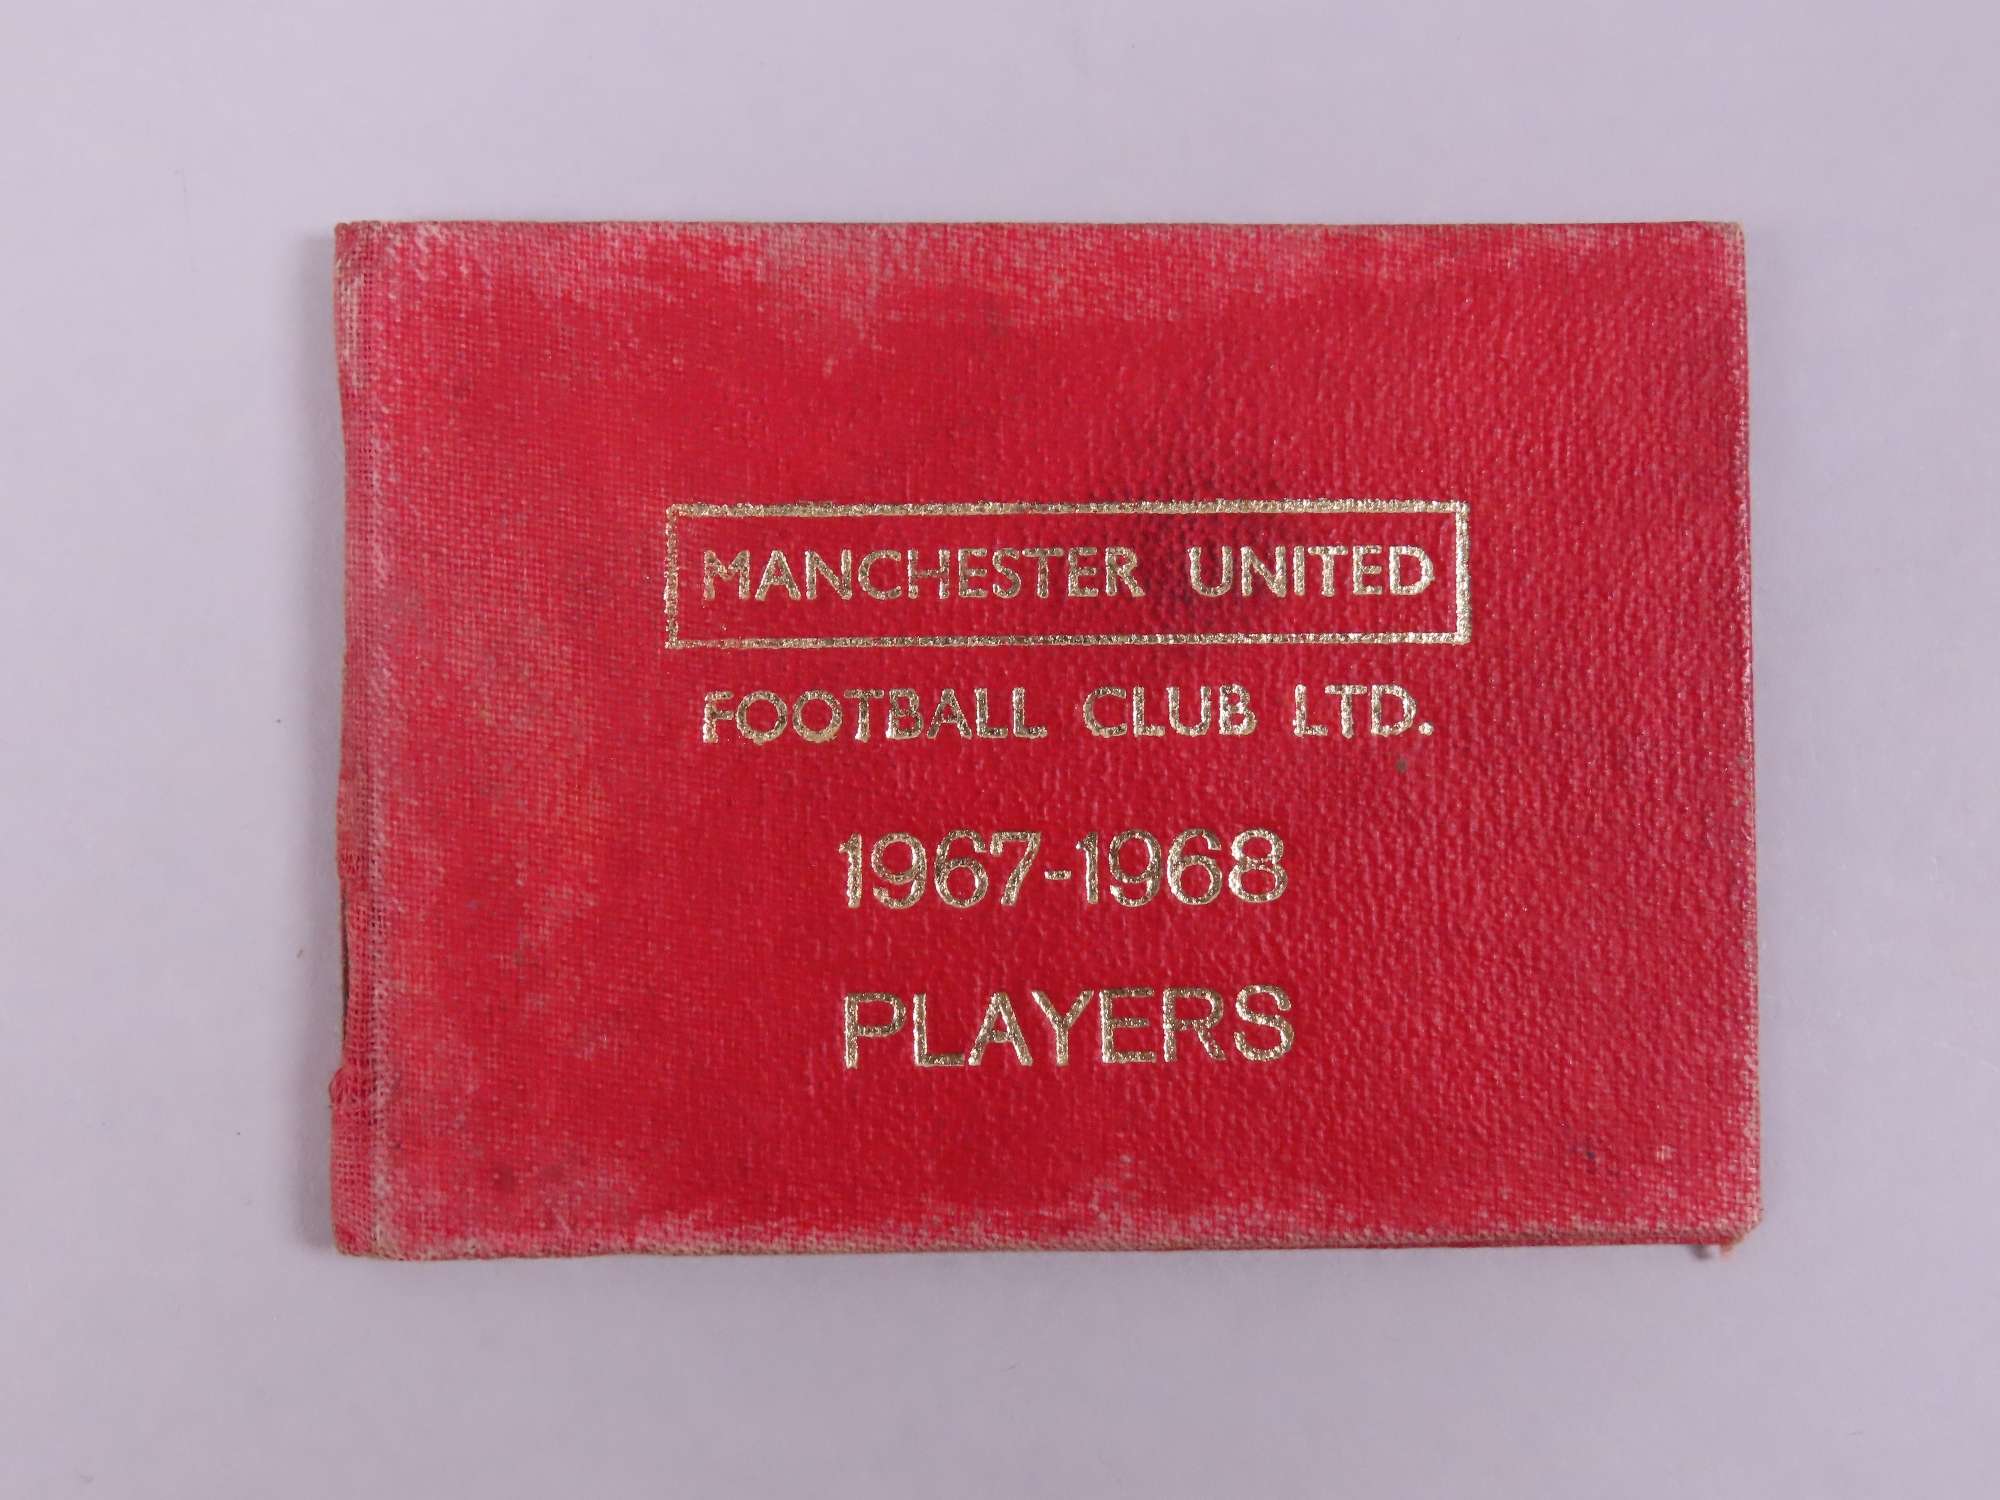 MANCHESTER UNITED
FOOTBALL CLUB LTD.
1967-1968
PLAYERS